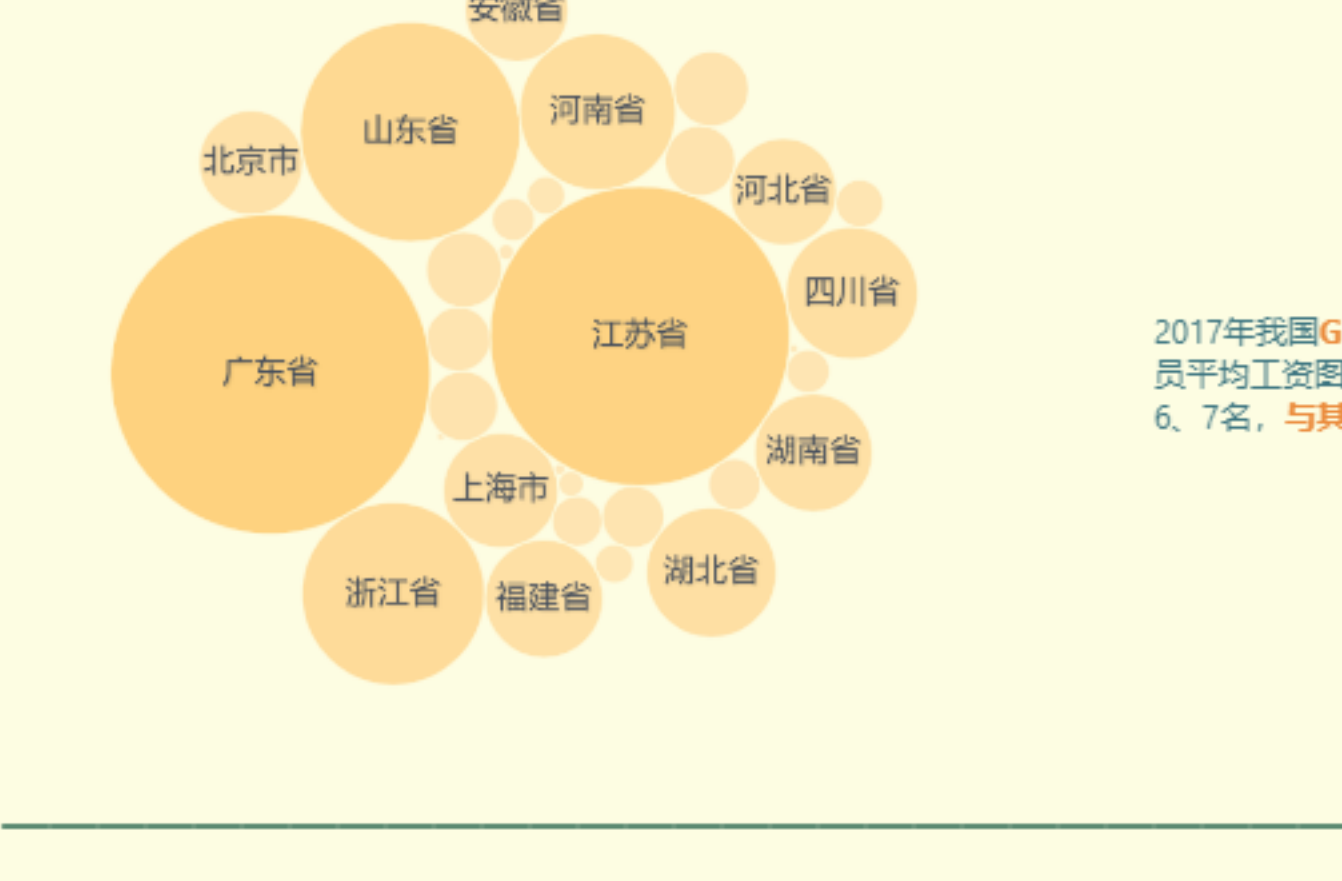 安徽省
河南省
山东省
北京市
河北省
四川省
江苏省
广东省
湖南省
上海市
湖北省
浙江省
福建省
2017年我国G
员平均工资图
6、7名，与其